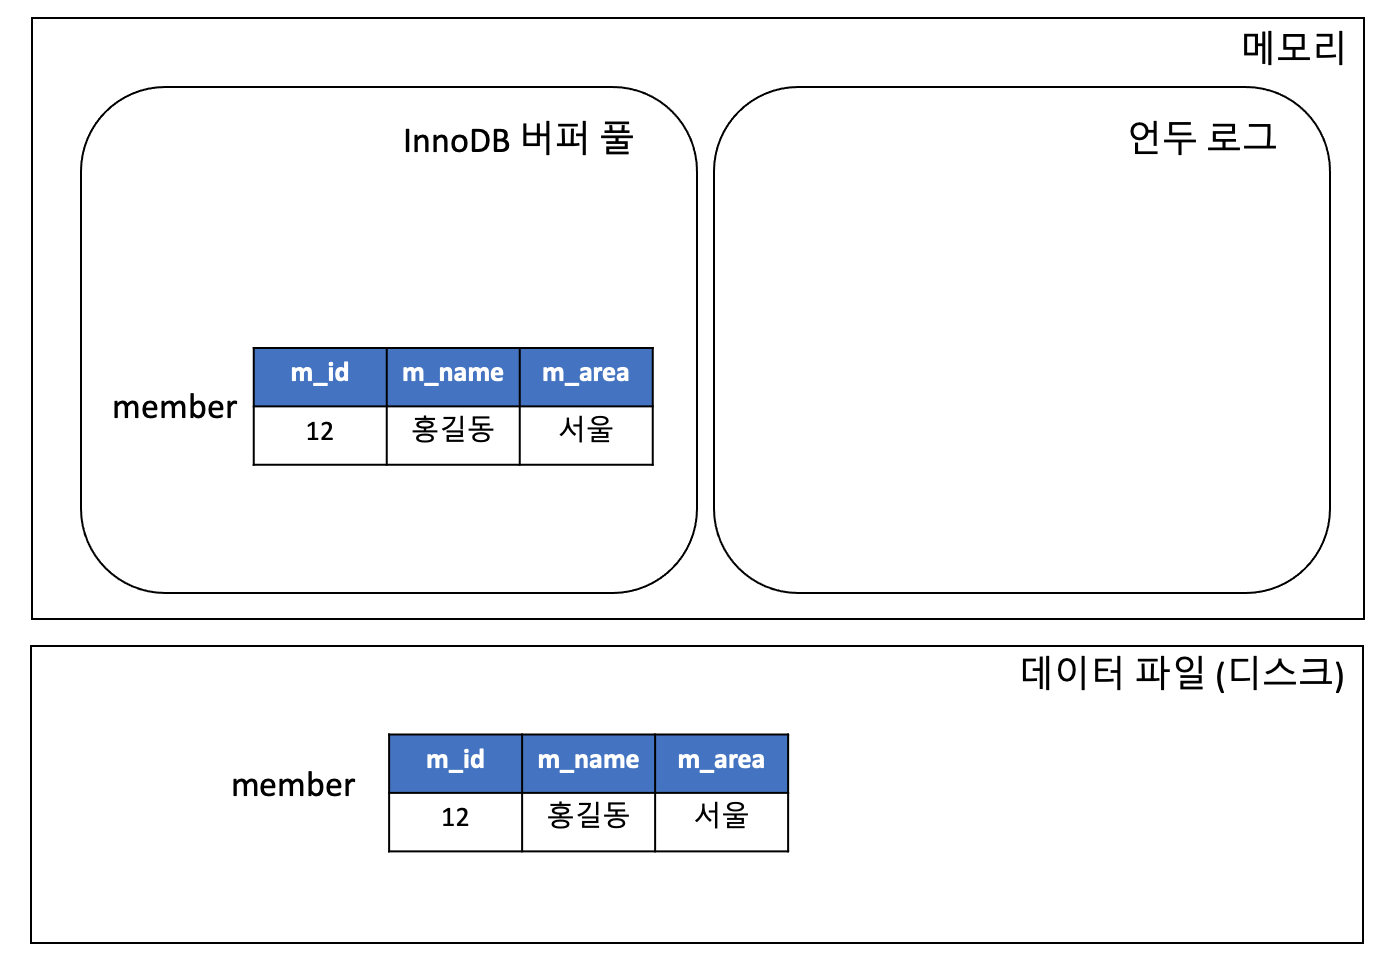 메모리
InnoDB 버퍼 풀
언두 로그
m_id m_name m_area
member
12 홍길동 서울
데이터 파일 (디스크)
m_id m_name m_area
member
12 홍길동 서울